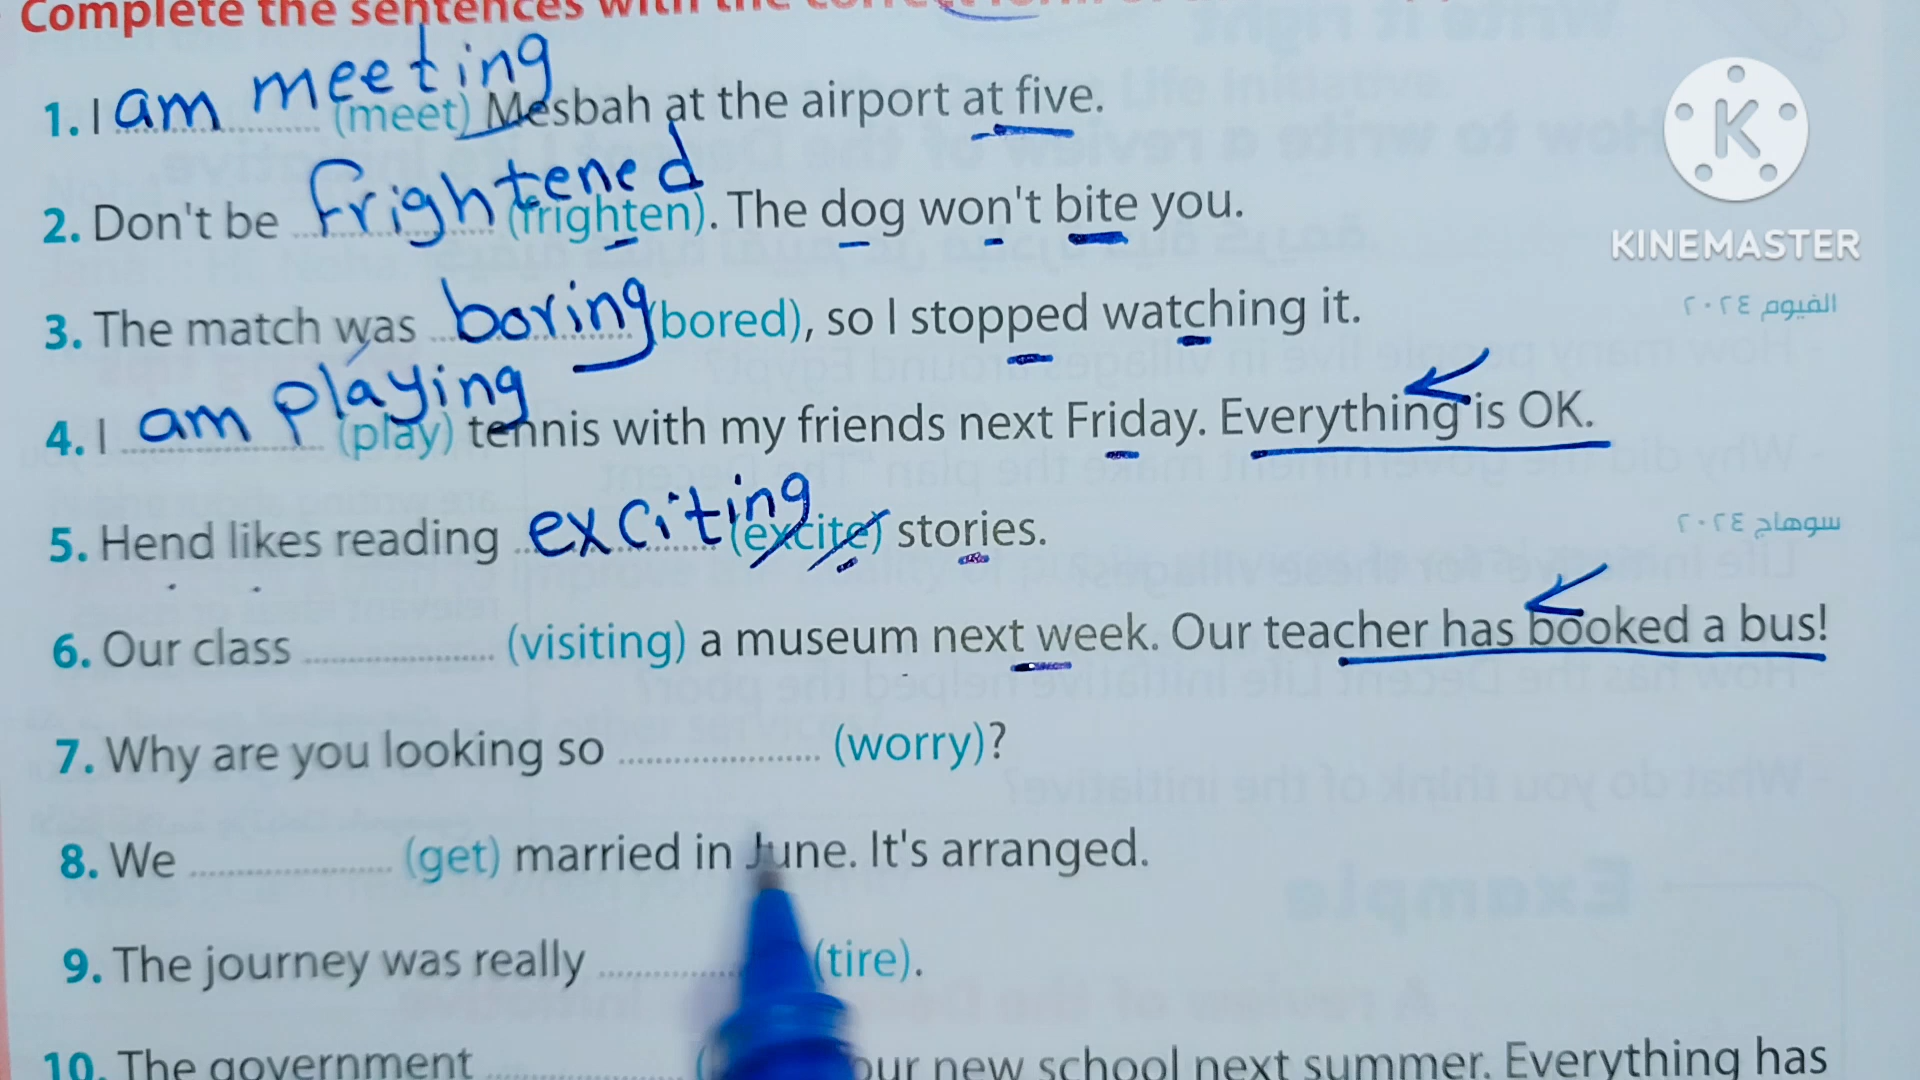 Complete the sentences with the correct form
1. I am meeting (meet) Mesbah at the airport at five.
2. Don't be frightened (frighten). The dog won't bite you.
3. The match was boring (bored), so I stopped watching it.
الفيوم ٢٠٢٤
4. I am playing (play) tennis with my friends next Friday. Everything is OK.
5. Hend likes reading exciting (excite) stories.
سوهاج ٢٠٢٤
6. Our class .................... (visiting) a museum next week. Our teacher has booked a bus!
7. Why are you looking so .................... (worry)?
8. We .................... (get) married in June. It's arranged.
9. The journey was really .................... (tire).
10. The government .................... our new school next summer. Everything has
K
KINEMASTER